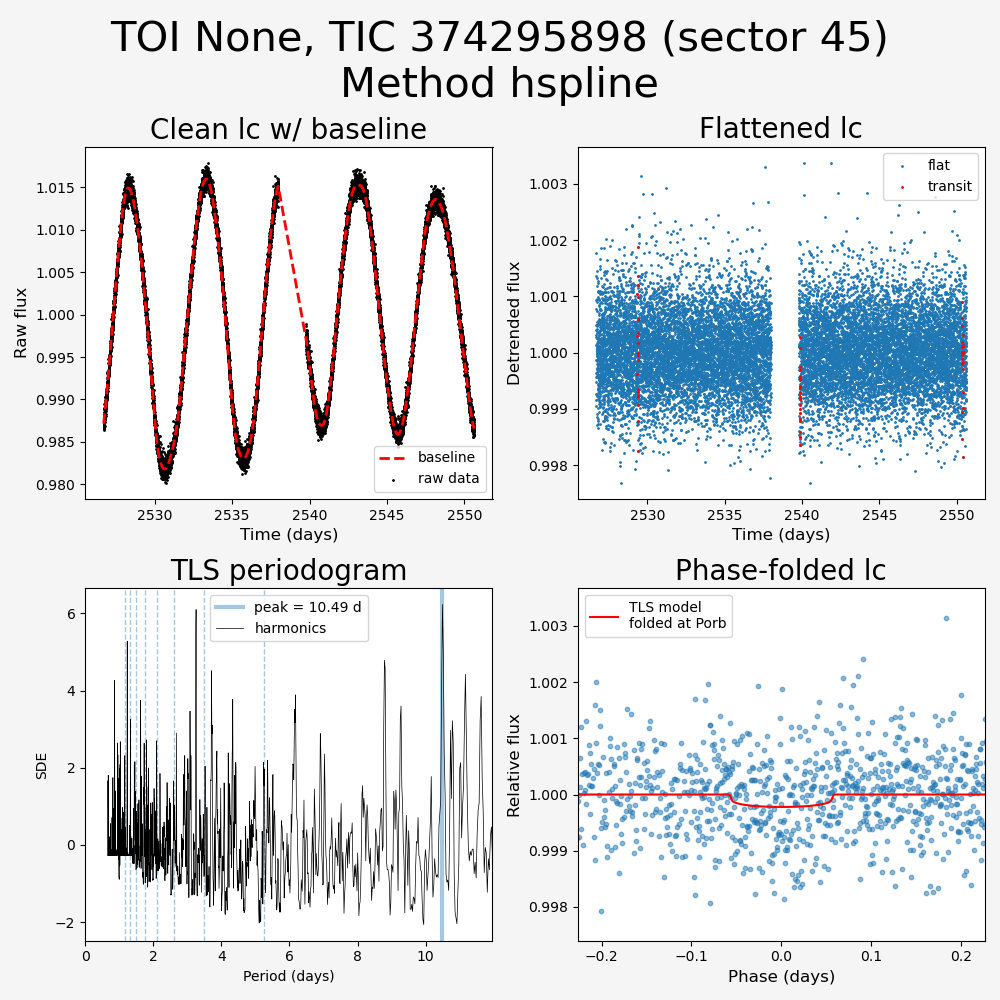 TOI None, TIC 374295898 (sector 45)
Method hspline
Clean lc w/ baseline
Raw flux
1.015
1.010
1.005
1.000
0.995
0.990
0.985
0.980
baseline
raw data
2530
2535
2540
2545
2550
Time (days)
Flattened lc
Detrended flux
1.003
1.002
1.001
1.000
0.999
0.998
flat
transit
2530
2535
2540
2545
2550
Time (days)
TLS periodogram
SDE
6
4
2
0
−2
peak = 10.49 d
harmonics
0
2
4
6
8
10
Period (days)
Phase-folded lc
Relative flux
1.003
1.002
1.001
1.000
0.999
0.998
TLS model
folded at Porb
−0.2
−0.1
0.0
0.1
0.2
Phase (days)